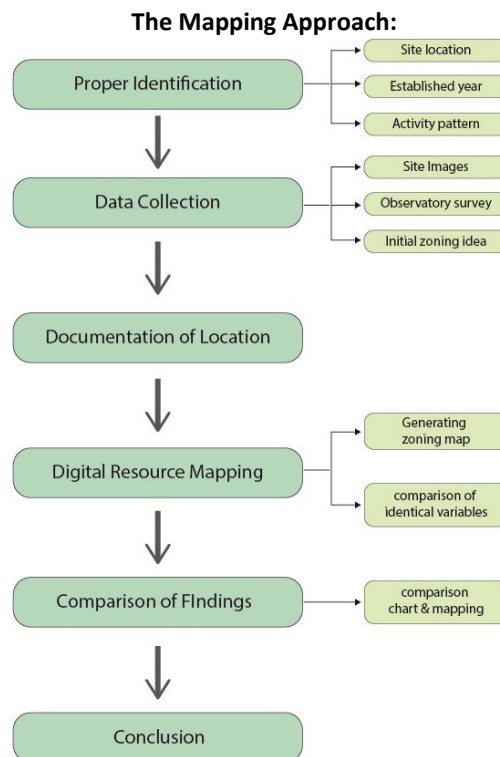 The Mapping Approach:
Proper Identification
Site location
Established year
Activity pattern
Data Collection
Site Images
Observatory survey
Initial zoning idea
Documentation of Location
Digital Resource Mapping
Generating
zoning map
comparison of
identical variables
Comparison of FIndings
comparison
chart & mapping
Conclusion